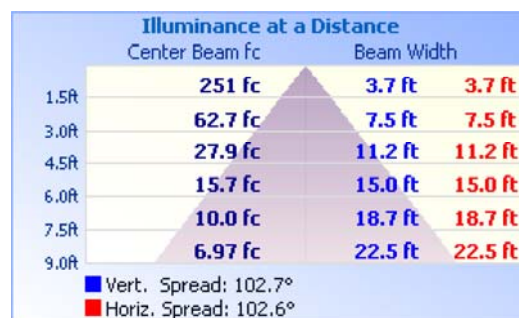 Illuminance at a Distance
Center Beam fc Beam Width
1.5ft 251 fc 3.7 ft 3.7 ft
3.0ft 62.7 fc 7.5 ft 7.5 ft
4.5ft 27.9 fc 11.2 ft 11.2 ft
6.0ft 15.7 fc 15.0 ft 15.0 ft
7.5ft 10.0 fc 18.7 ft 18.7 ft
9.0ft 6.97 fc 22.5 ft 22.5 ft
Vert. Spread: 102.7°
Horiz. Spread: 102.6°